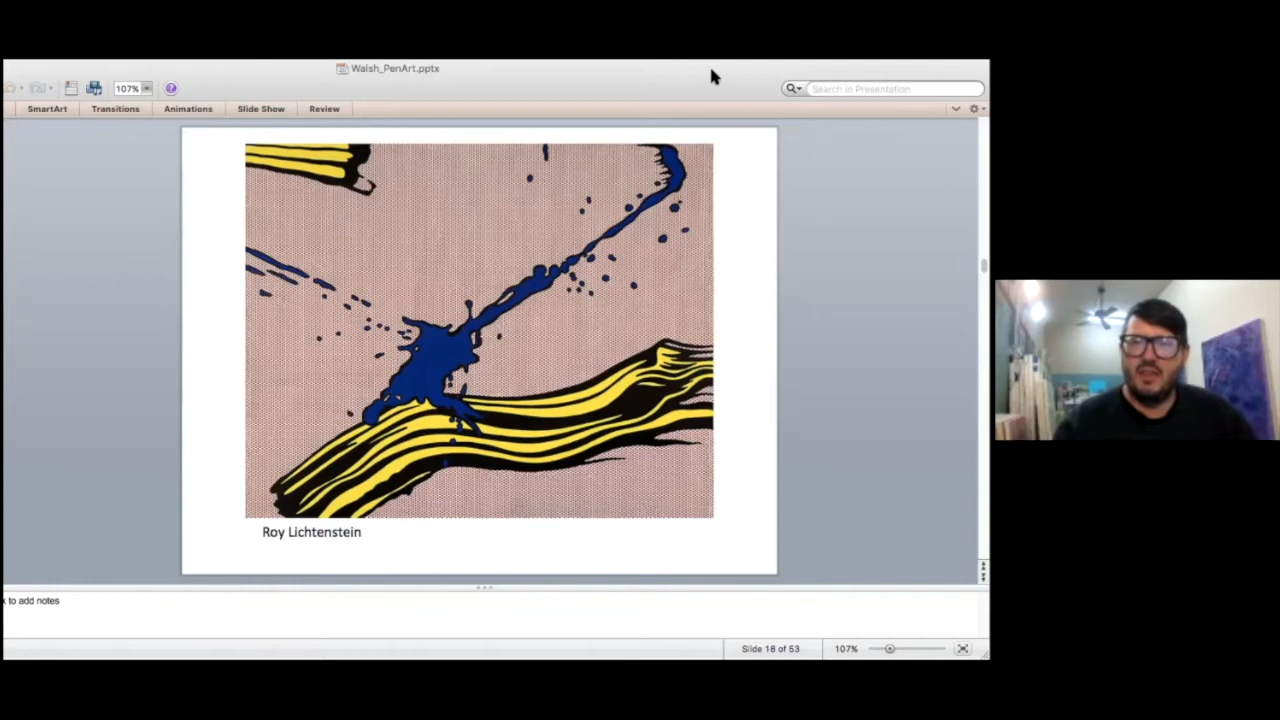 Walsh_PenArt.pptx
107%
Search in Presentation
SmartArt Transitions Animations Slide Show Review
Roy Lichtenstein
k to add notes
Slide 18 of 53 107%